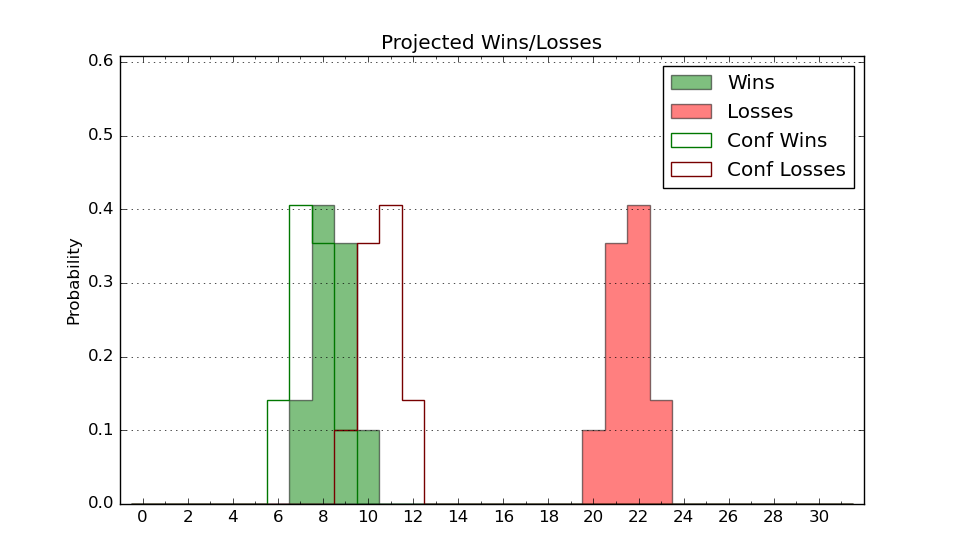 Projected Wins/Losses
Probability
0.6
0.5
0.4
0.3
0.2
0.1
0.0
Wins
Losses
Conf Wins
Conf Losses
0 2 4 6 8 10 12 14 16 18 20 22 24 26 28 30